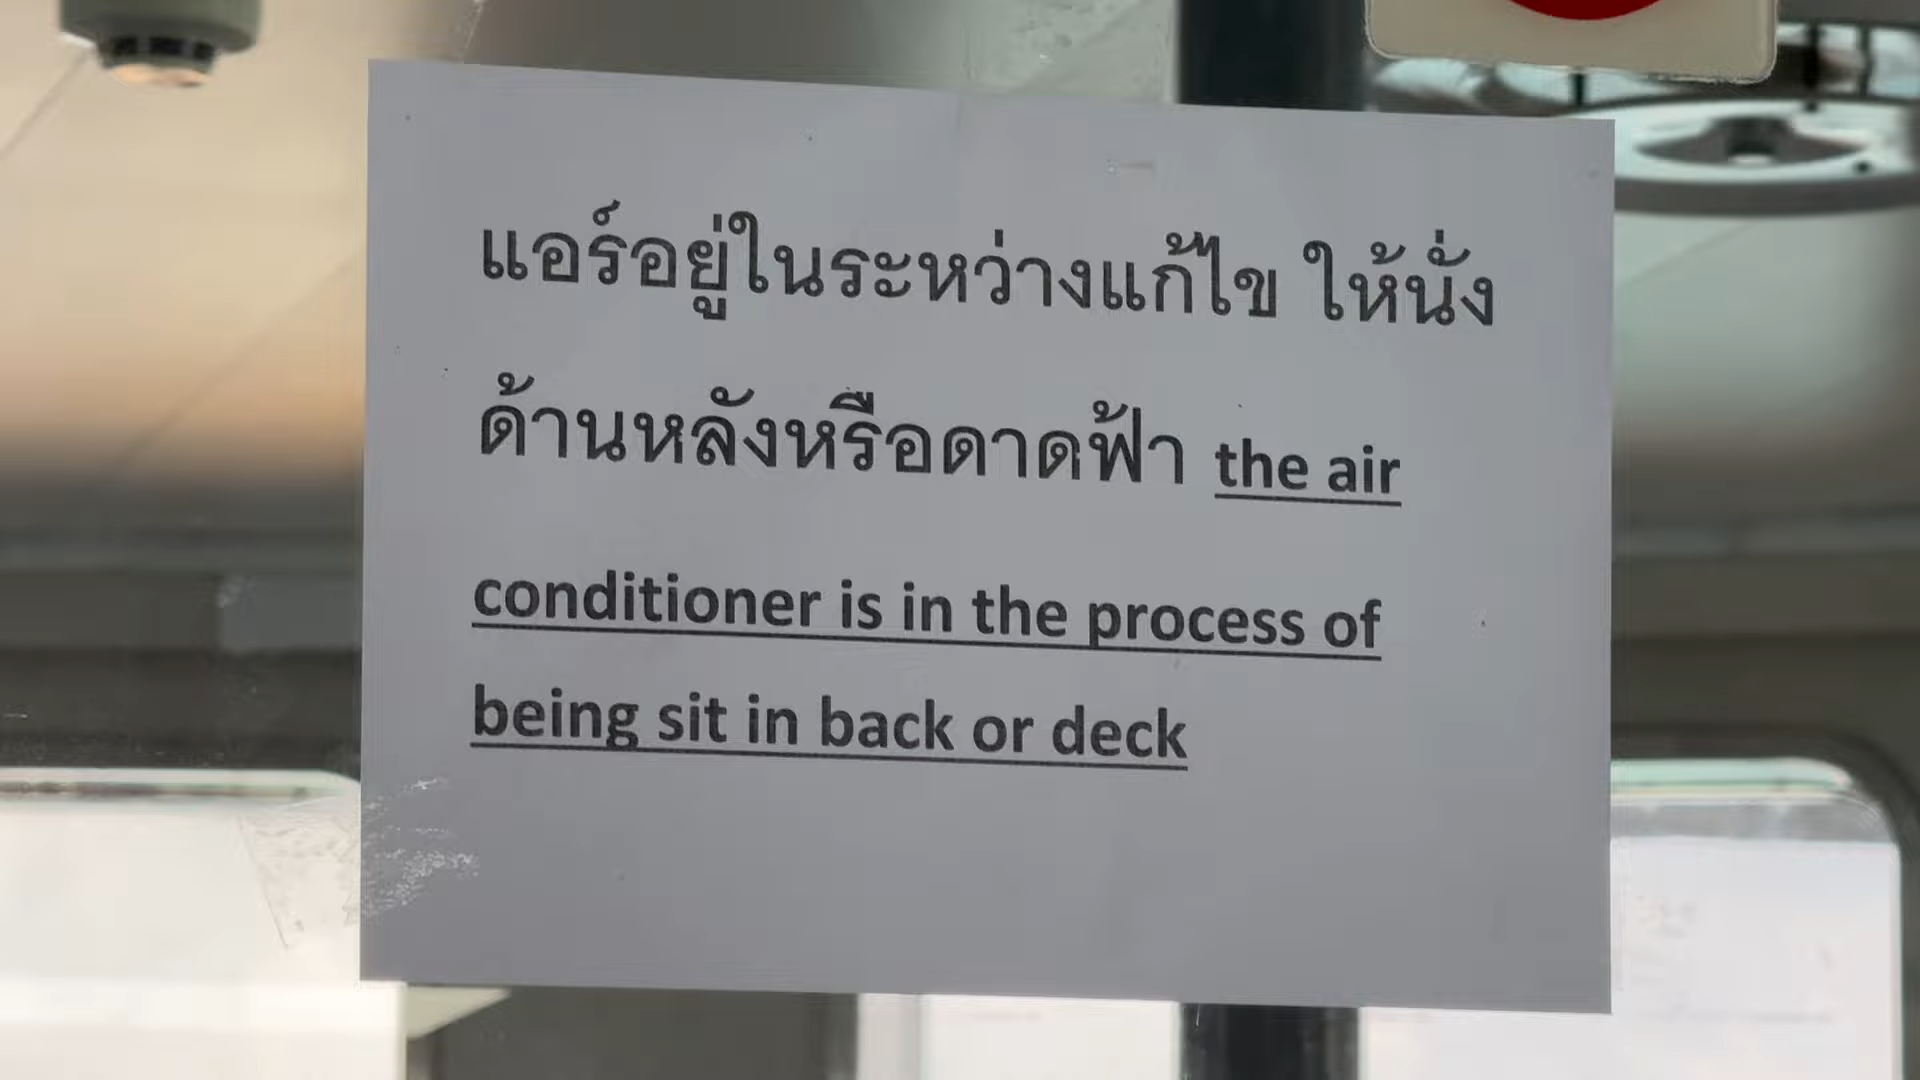 แอร์อยู่ในระหว่างแก้ไข ให้นั่ง
ด้านหลังหรือดาดฟ้า the air
conditioner is in the process of
being sit in back or deck